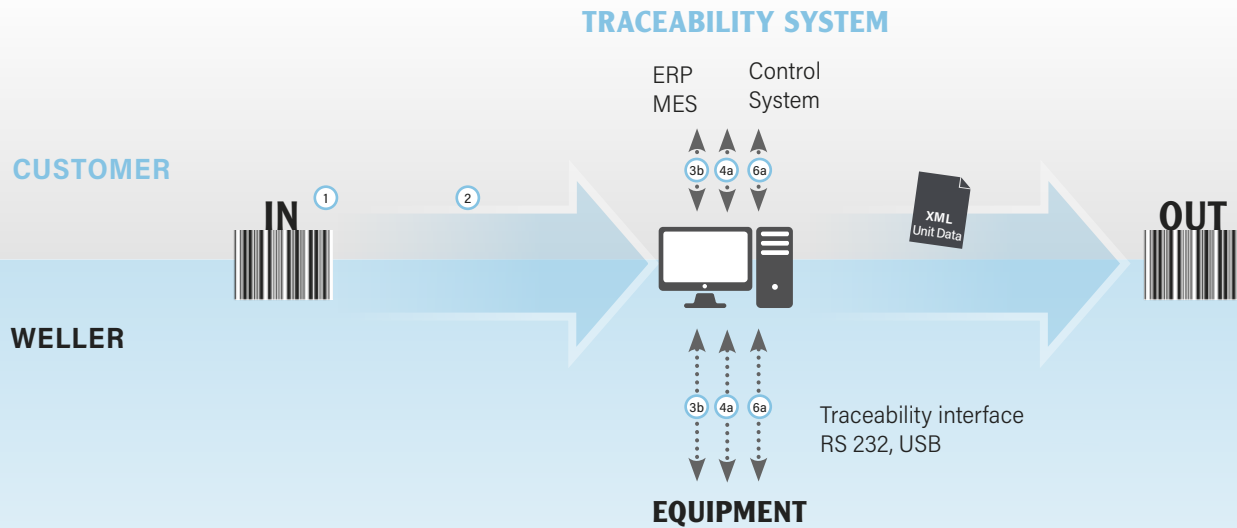 TRACEABILITY SYSTEM
ERP
MES
Control
System
3b
4a
6a
CUSTOMER
1
2
IN
XML
Unit Data
OUT
WELLER
3b
4a
6a
Traceability interface
RS 232, USB
EQUIPMENT